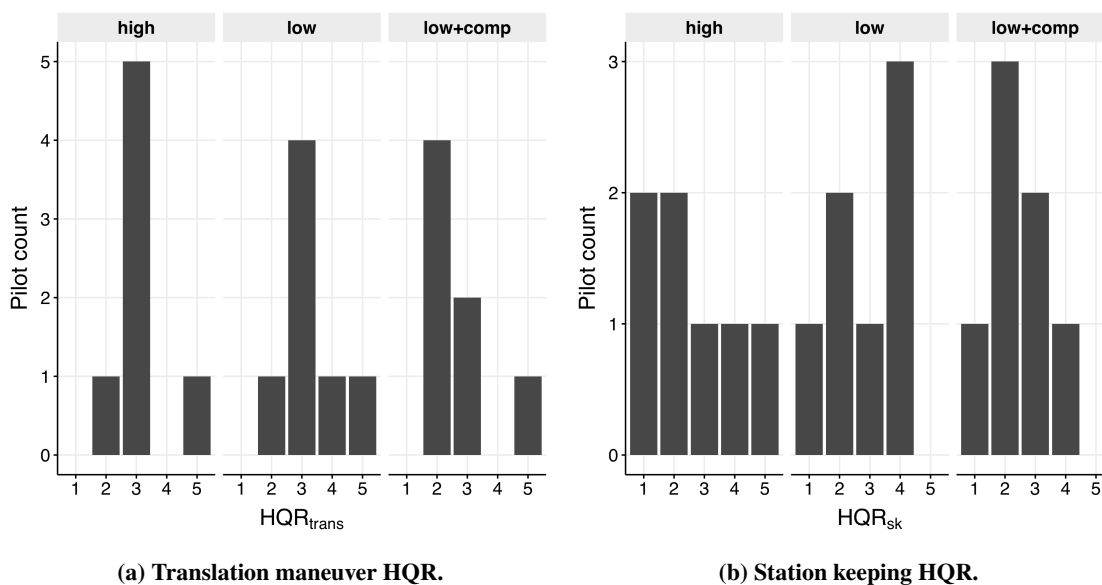 high low low+comp
Pilot count
5
4
3
2
1
0
1 2 3 4 5 1 2 3 4 5 1 2 3 4 5
HQRtrans
(a) Translation maneuver HQR.
high low low+comp
Pilot count
3
2
1
0
1 2 3 4 5 1 2 3 4 5 1 2 3 4 5
HQRsk
(b) Station keeping HQR.